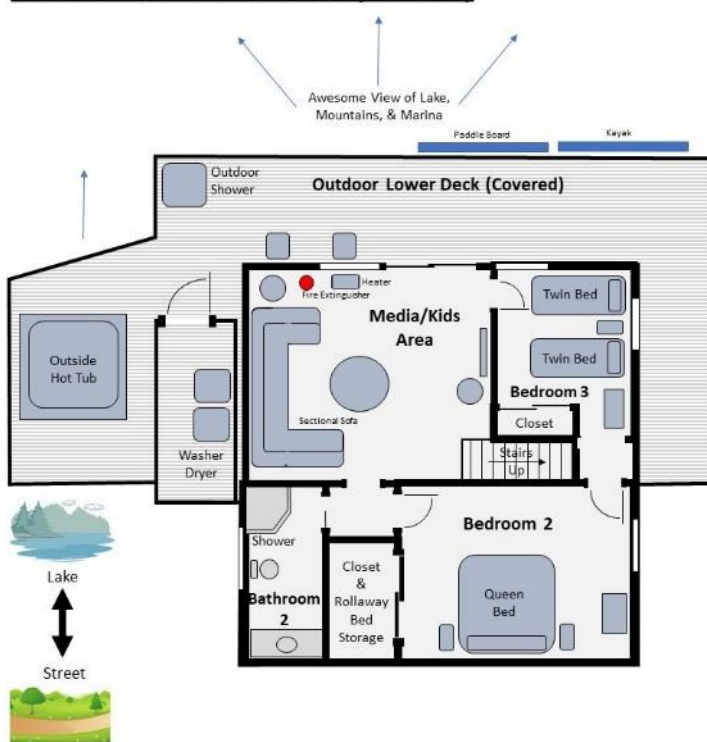 Awesome View of Lake,
Mountains, & Marina
Paddle Board
Kayak
Outdoor
Shower
Outdoor Lower Deck (Covered)
Heater
Fire Extinguisher
Media/Kids
Area
Twin Bed
Twin Bed
Bedroom 3
Closet
Outside
Hot Tub
Sectional Sofa
Washer
Dryer
Stairs
Up
Shower
Bedroom 2
Bathroom
2
Closet
&
Rollaway
Bed
Storage
Queen
Bed
Lake
Street